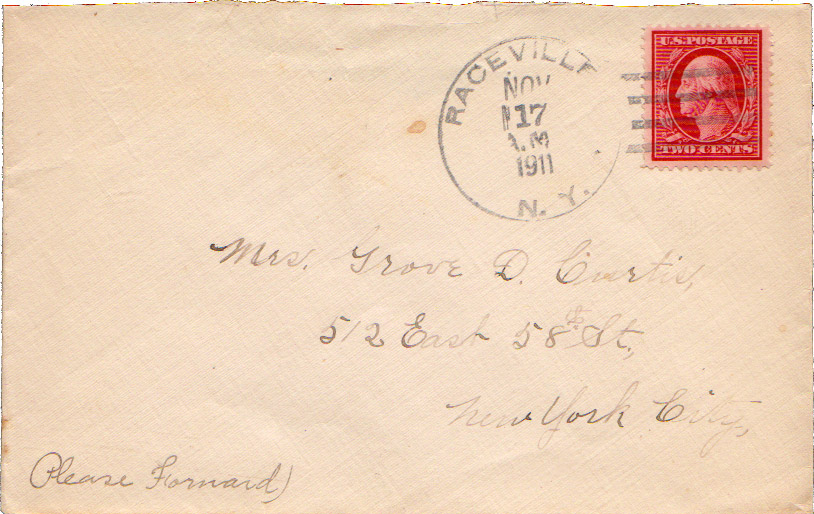 RACEVILLE
NOV
17
A.M
1911
N. Y.
U.S. POSTAGE
TWO CENTS
Mrs. Grove D. Curtis,
512 East 58th St.,
New York City,
Please Forward)